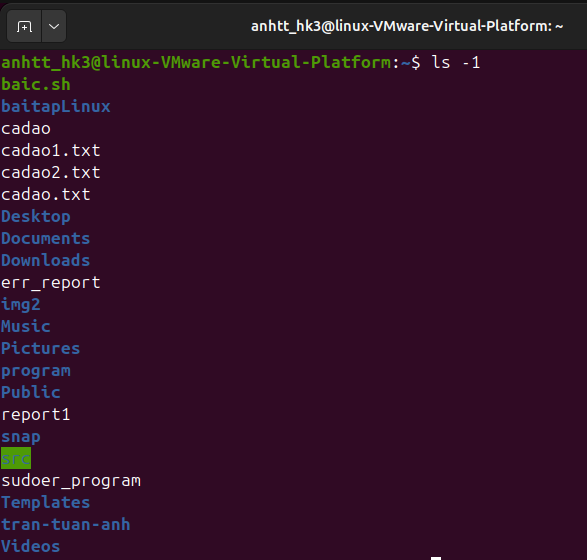 anhtt_hk3@linux-VMware-Virtual-Platform: ~
anhtt_hk3@linux-VMware-Virtual-Platform:~$ ls -1
baic.sh
baitapLinux
cadao
cadao1.txt
cadao2.txt
cadao.txt
Desktop
Documents
Downloads
err_report
img2
Music
Pictures
program
Public
report1
snap
src
sudoer_program
Templates
tran-tuan-anh
Videos